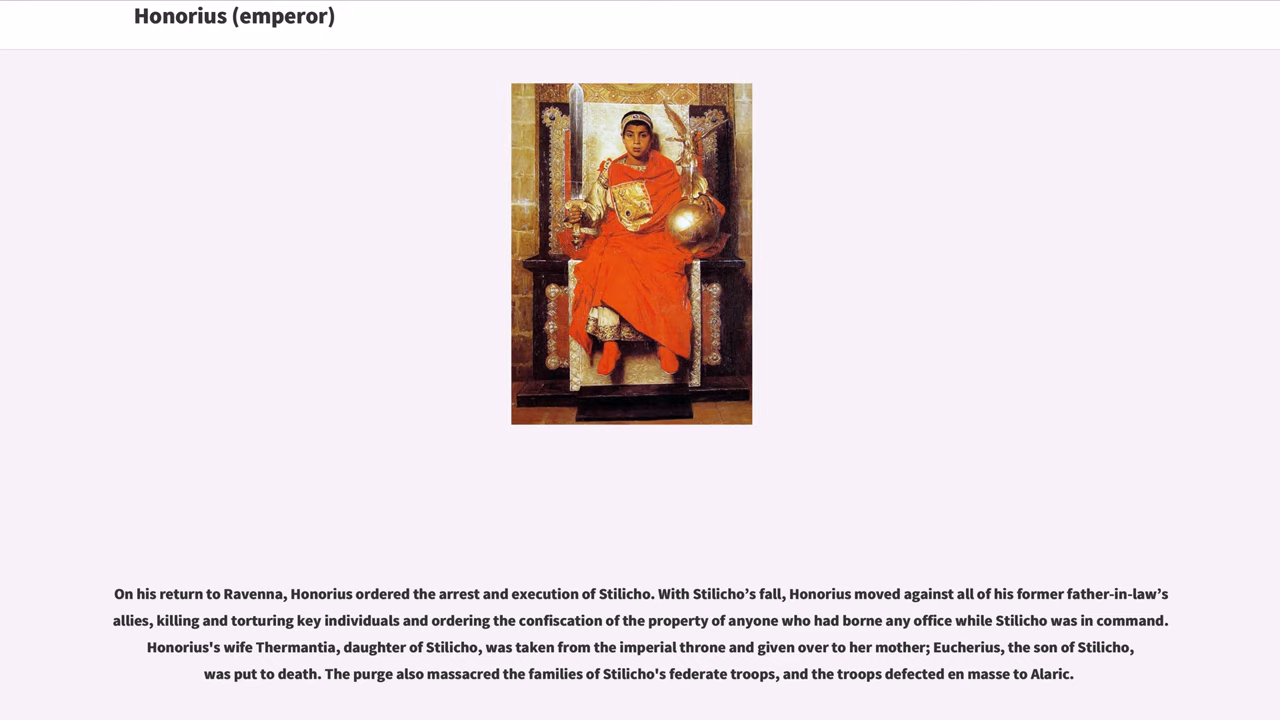 Honorius (emperor)
On his return to Ravenna, Honorius ordered the arrest and execution of Stilicho. With Stilicho’s fall, Honorius moved against all of his former father-in-law’s
allies, killing and torturing key individuals and ordering the confiscation of the property of anyone who had borne any office while Stilicho was in command.
Honorius's wife Thermantia, daughter of Stilicho, was taken from the imperial throne and given over to her mother; Eucherius, the son of Stilicho,
was put to death. The purge also massacred the families of Stilicho's federate troops, and the troops defected en masse to Alaric.